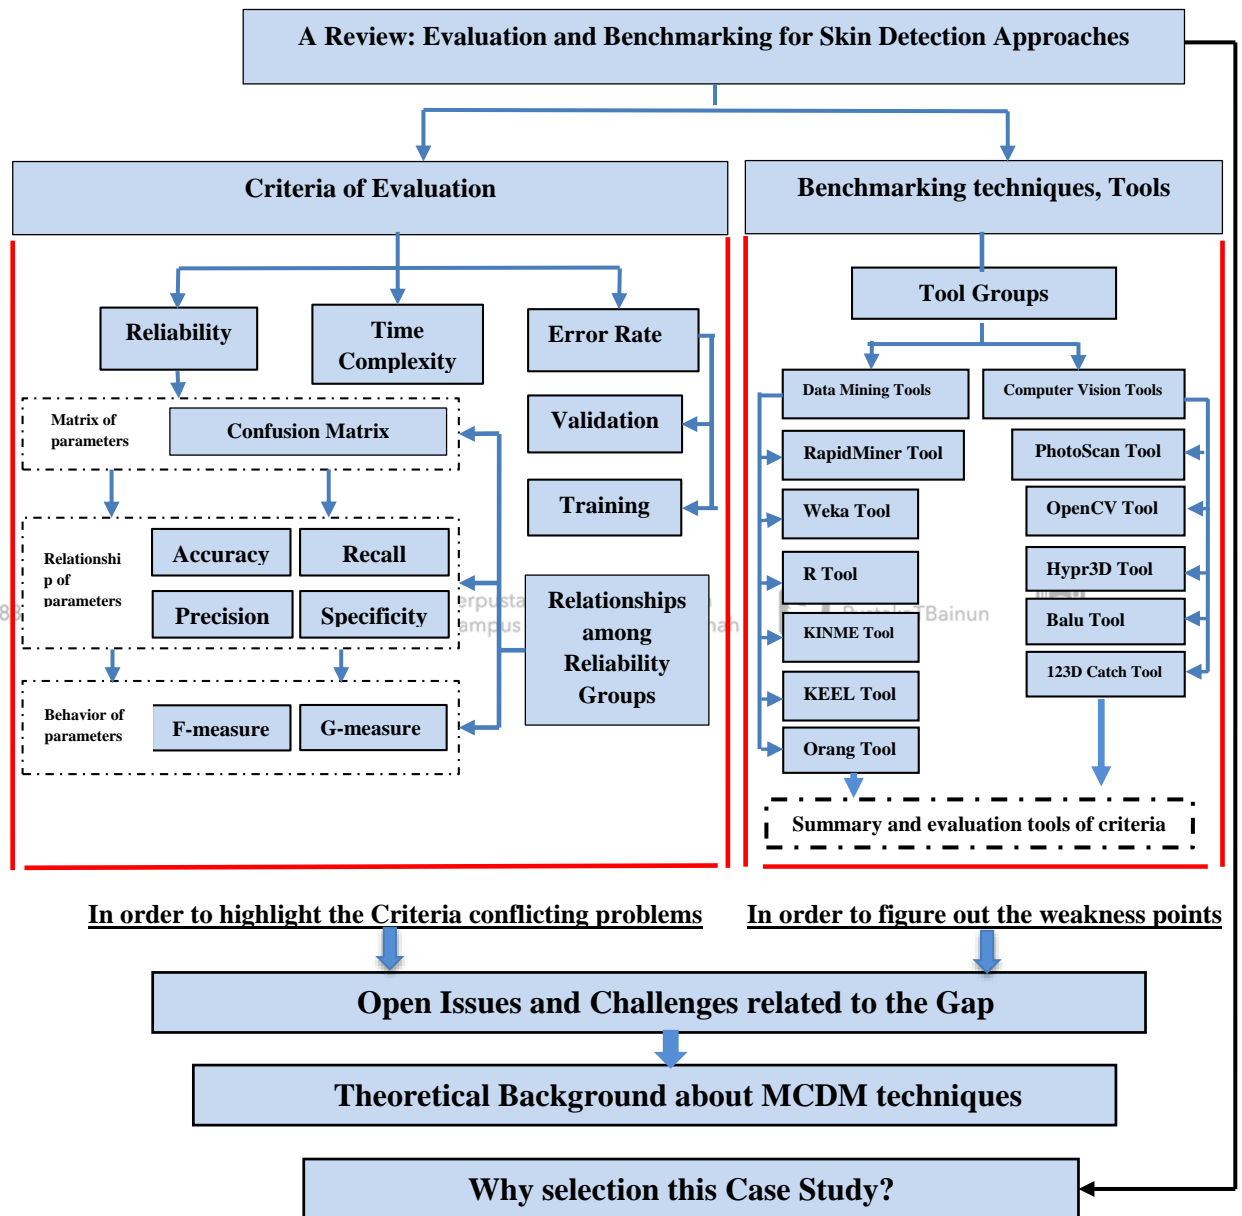 A Review: Evaluation and Benchmarking for Skin Detection Approaches
Criteria of Evaluation
Benchmarking techniques, Tools
Reliability
Time
Complexity
Error Rate
Validation
Training
Matrix of
parameters
Confusion Matrix
Relationshi
p of
parameters
Accuracy
Recall
Precision
Specificity
Behavior of
parameters
F-measure
G-measure
Relationships
among
Reliability
Groups
Tool Groups
Data Mining Tools
RapidMiner Tool
Weka Tool
R Tool
KINME Tool
KEEL Tool
Orang Tool
Computer Vision Tools
PhotoScan Tool
OpenCV Tool
Hypr3D Tool
Balu Tool
123D Catch Tool
Summary and evaluation tools of criteria
In order to highlight the Criteria conflicting problems
In order to figure out the weakness points
Open Issues and Challenges related to the Gap
Theoretical Background about MCDM techniques
Why selection this Case Study?